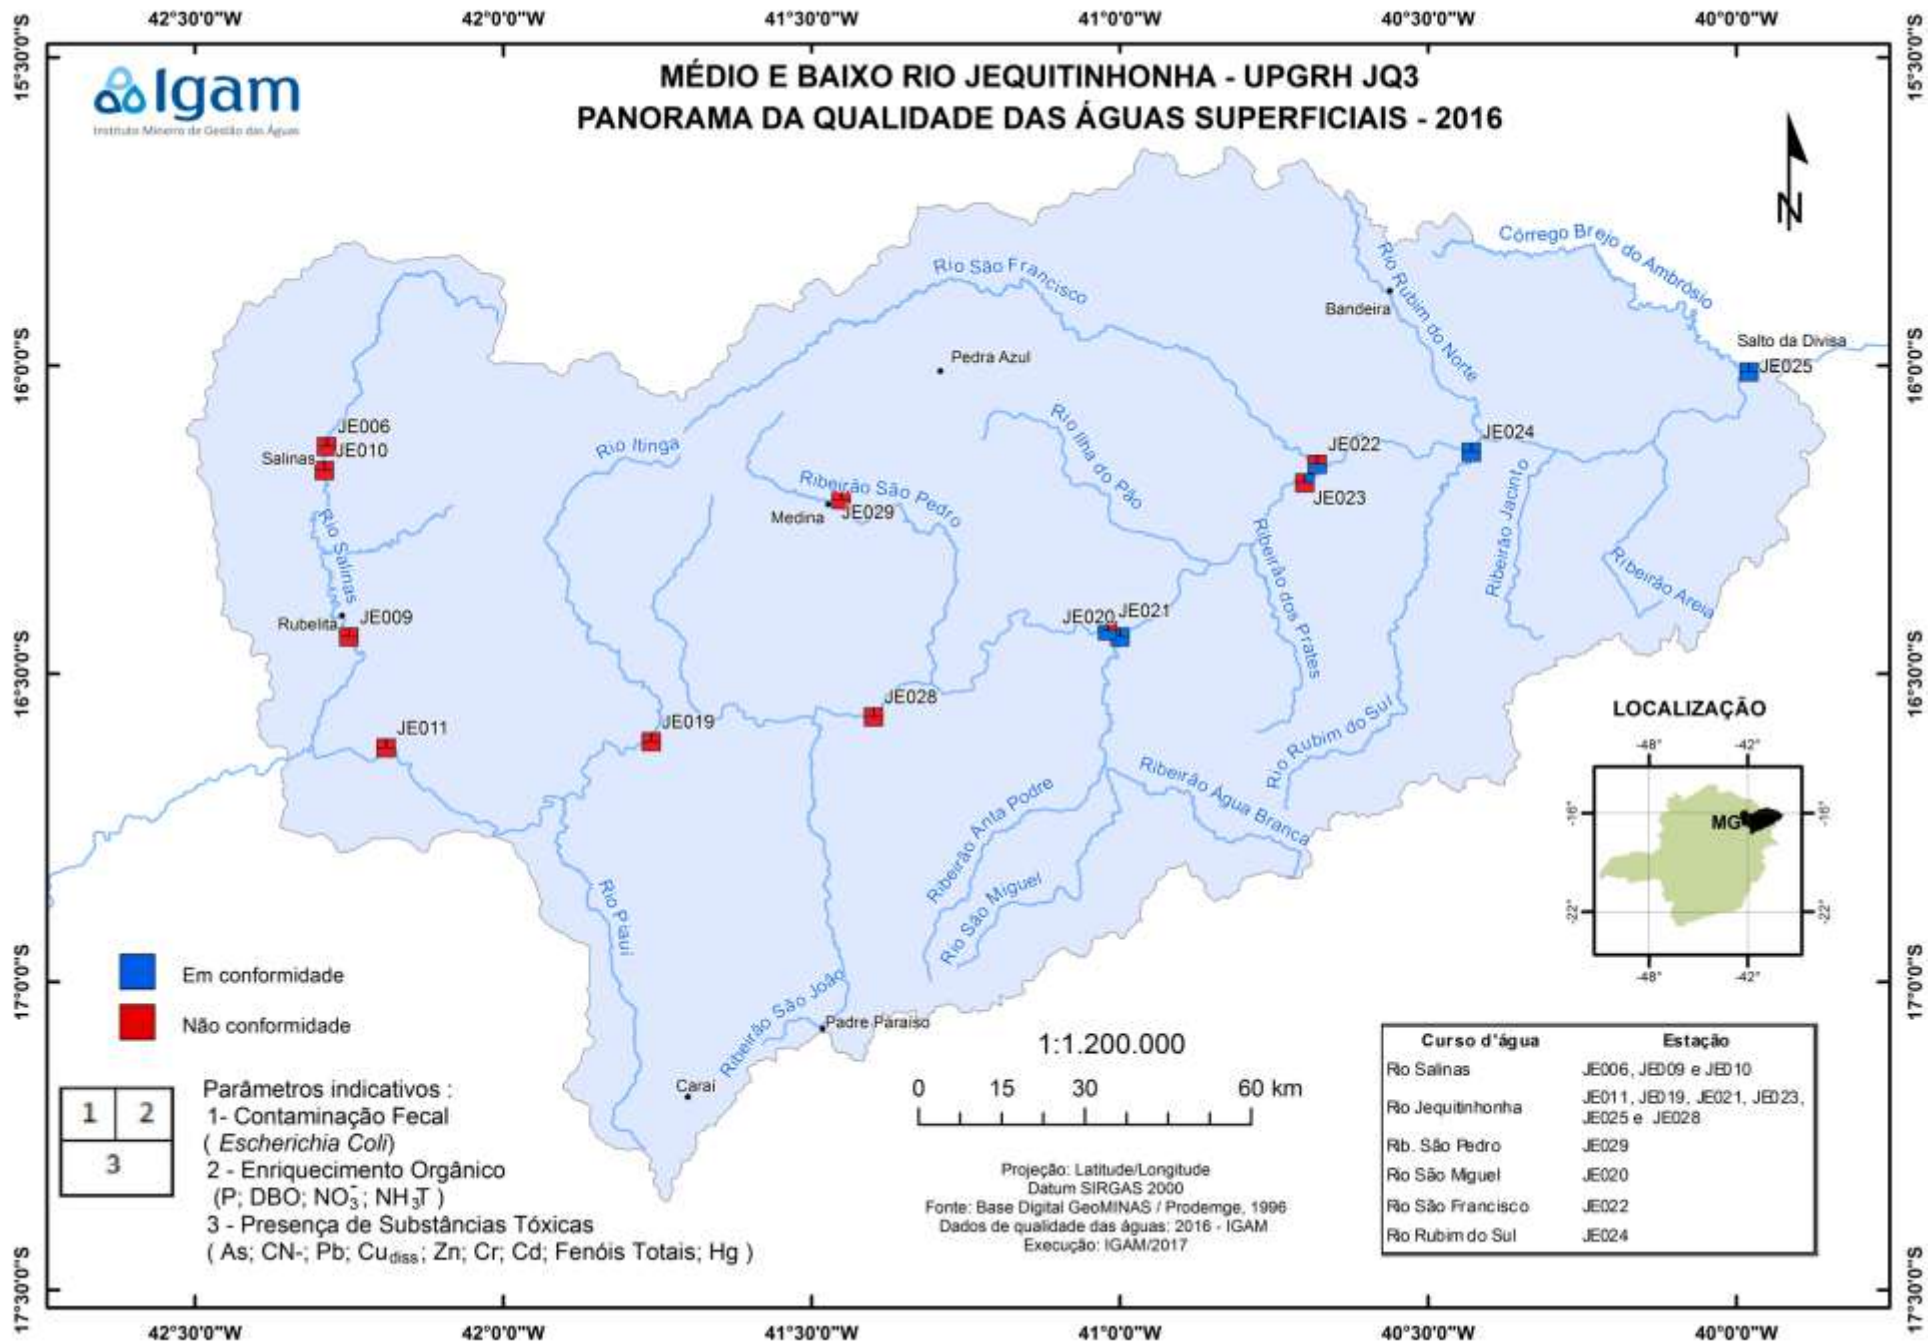 42°30'0"W 42°0'0"W 41°30'0"W 41°0'0"W 40°30'0"W 40°0'0"W
15°30'0"S 15°30'0"S
Igam
Instituto Mineiro de Gestão das Águas
MÉDIO E BAIXO RIO JEQUITINHONHA - UPGRH JQ3
PANORAMA DA QUALIDADE DAS ÁGUAS SUPERFICIAIS - 2016
N
Córrego Brejo do Ambrósio
Rio São Francisco
Rio Rubim do Norte
Bandeira
Salto da Divisa
JE025
Pedra Azul
16°0'0"S 16°0'0"S
JE006
JE010
Salinas
Rio Itinga
Rio Ilha do Pão
JE024
JE022
JE023
Ribeirão São Pedro
Medina
JE029
Rio Salinas
Ribeirão Jacinto
Ribeirão dos Prates
Ribeirão Areia
Rubelita
JE009
JE020
JE021
16°30'0"S 16°30'0"S
JE011
JE019
JE028
Rio Rubim do Sul
Ribeirão Água Branca
Ribeirão Anta Podre
Rio São Miguel
Rio Piauí
Ribeirão São João
Padre Paraíso
Caraí
LOCALIZAÇÃO
-48° -42°
-16° -16°
MG
-22° -22°
-48° -42°
17°0'0"S 17°0'0"S
Em conformidade
Não conformidade
1 2
3
Parâmetros indicativos :
1- Contaminação Fecal
( Escherichia Coli)
2 - Enriquecimento Orgânico
(P; DBO; NO₃⁻; NH₃T )
3 - Presença de Substâncias Tóxicas
( As; CN-; Pb; Cudiss; Zn; Cr; Cd; Fenóis Totais; Hg )
1:1.200.000
0 15 30 60 km
Projeção: Latitude/Longitude
Datum SIRGAS 2000
Fonte: Base Digital GeoMINAS / Prodemge, 1996
Dados de qualidade das águas: 2016 - IGAM
Execução: IGAM/2017
Curso d'água Estação
Rio Salinas JE006, JE009 e JE010
Rio Jequitinhonha JE011, JE019, JE021, JE023,
JE025 e JE028
Rib. São Pedro JE029
Rio São Miguel JE020
Rio São Francisco JE022
Rio Rubim do Sul JE024
17°30'0"S 17°30'0"S
42°30'0"W 42°0'0"W 41°30'0"W 41°0'0"W 40°30'0"W 40°0'0"W